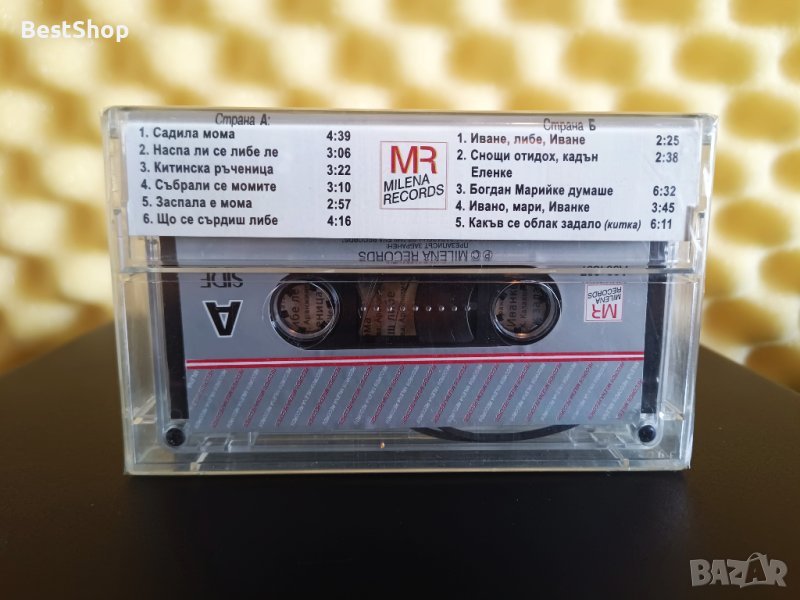 BestShop
Страна А:
1. Садила мома 4:39
2. Наспа ли се либе ле 3:06
3. Китинска ръченица 3:22
4. Събрали се момите 3:10
5. Заспала е мома 2:57
6. Що се сърдиш либе 4:16
MR
MILENA
RECORDS
Страна Б
1. Иване, либе, Иване 2:25
2. Снощи отидох, кадън 2:38
Еленке
3. Богдан Марийке думаше 6:32
4. Ивано, мари, Иванке 3:45
5. Какъв се облак задало (китка) 6:11
ПРЕЗАПИСЪТ ЗАБРАНЕН
℗ © MILENA RECORDS
SIDE
A
MR
MILENA
RECORDS
BAZAR